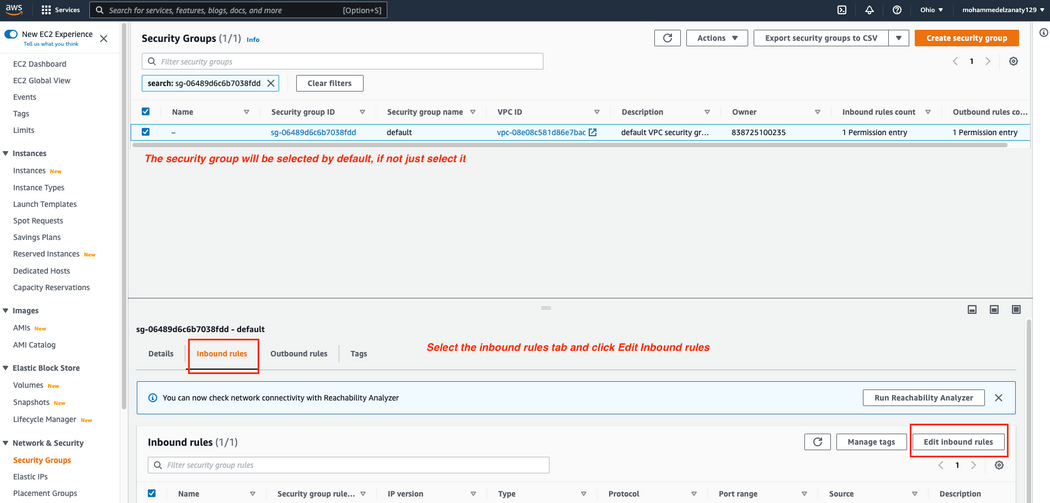 aws
Services
Search for services, features, blogs, docs, and more
[Option+S]
Ohio
mohammedelzanaty129
New EC2 Experience
Tell us what you think
EC2 Dashboard
EC2 Global View
Events
Tags
Limits
Instances
Instances New
Instance Types
Launch Templates
Spot Requests
Savings Plans
Reserved Instances New
Dedicated Hosts
Capacity Reservations
Images
AMIs New
AMI Catalog
Elastic Block Store
Volumes New
Snapshots New
Lifecycle Manager New
Network & Security
Security Groups
Elastic IPs
Placement Groups
Security Groups (1/1) Info
Actions
Export security groups to CSV
Create security group
Filter security groups
1
search: sg-06489d6c6b7038fdd
Clear filters
Name Security group ID Security group name VPC ID Description Owner Inbound rules count Outbound rules co...
– sg-06489d6c6b7038fdd default vpc-08e08c581d86e7bac default VPC security gr... 838725100235 1 Permission entry 1 Permission entry
The security group will be selected by default, if not just select it
sg-06489d6c6b7038fdd - default
Details
Inbound rules
Outbound rules
Tags
Select the inbound rules tab and click Edit Inbound rules
You can now check network connectivity with Reachability Analyzer
Run Reachability Analyzer
Inbound rules (1/1)
Manage tags
Edit inbound rules
Filter security group rules
1
Name Security group rule... IP version Type Protocol Port range Source Description